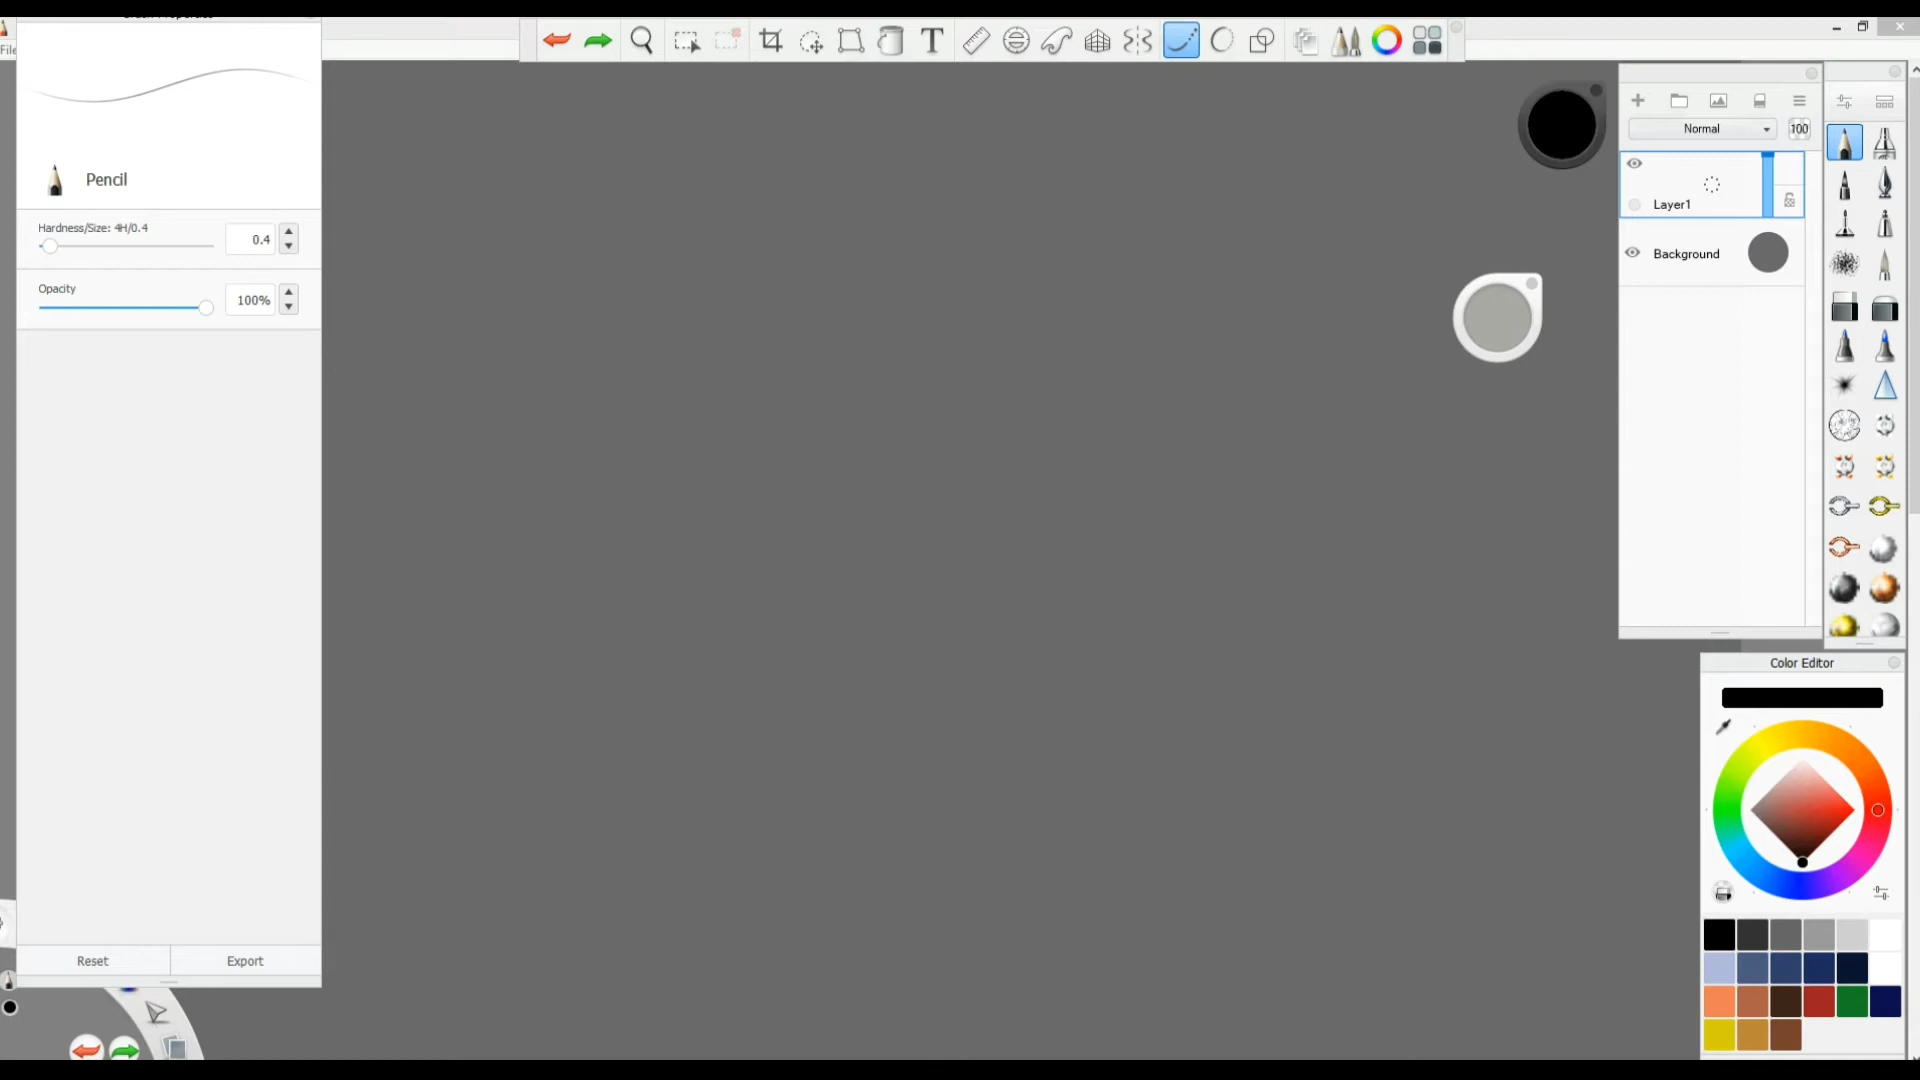 File
T
Normal
100
Layer1
Background
Pencil
Hardness/Size: 4H/0.4
0.4
Opacity
100%
Color Editor
Reset
Export